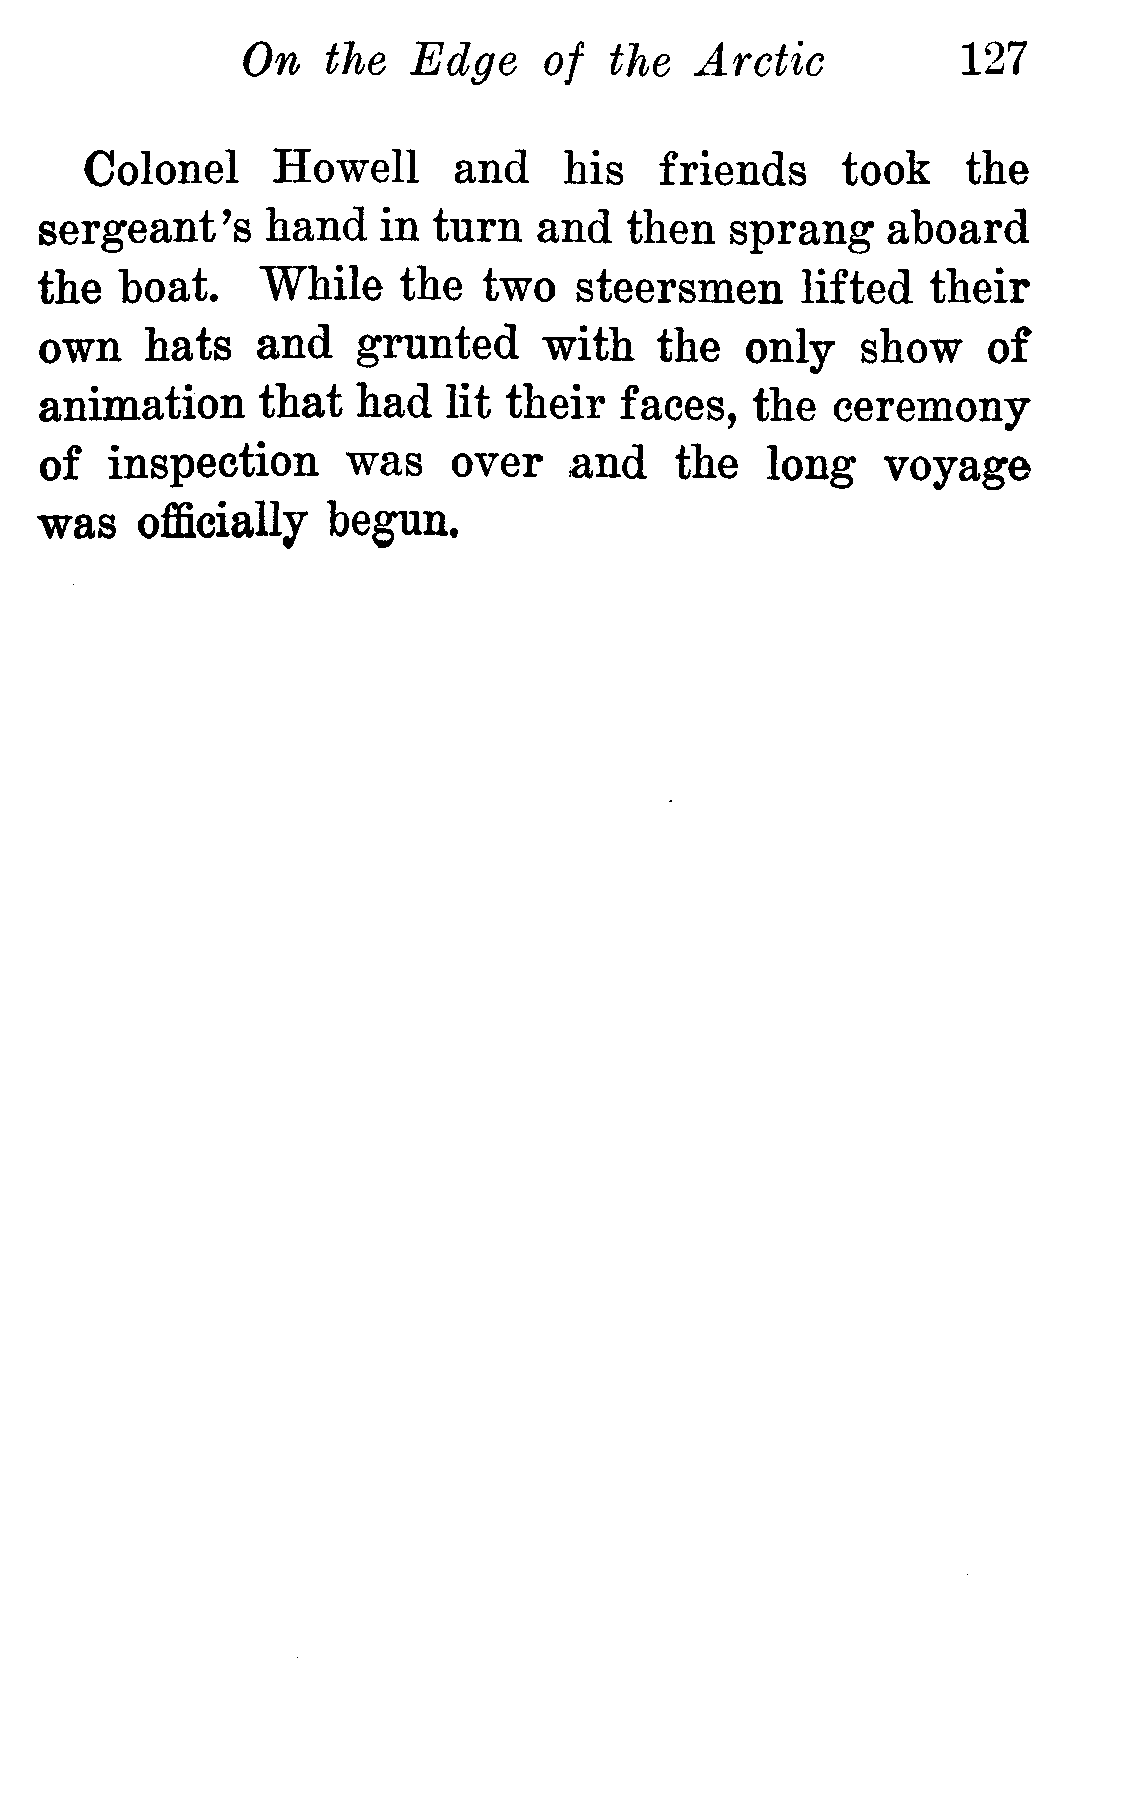 On the Edge of the Arctic 127
Colonel Howell and his friends took the
sergeant's hand in turn and then sprang aboard
the boat. While the two steersmen lifted their
own hats and grunted with the only show of
animation that had lit their faces, the ceremony
of inspection was over and the long voyage
was officially begun.